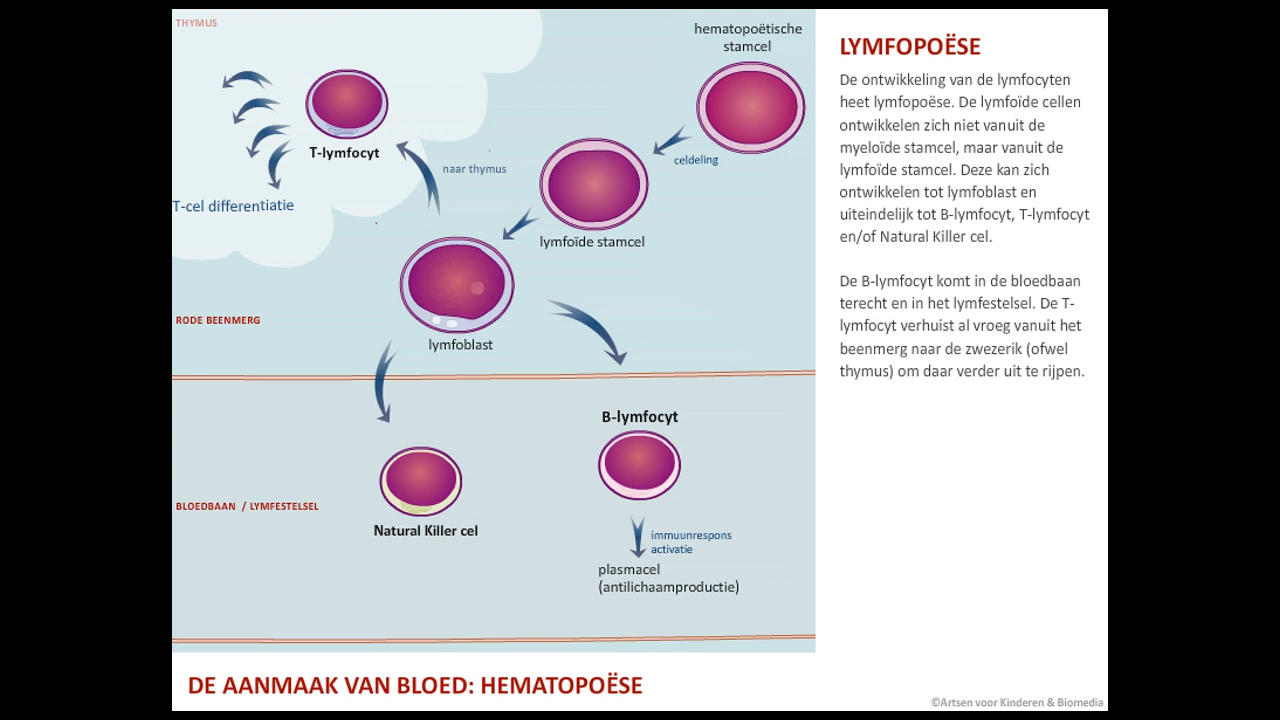 THYMUS
hematopoëtische
stamcel
T-lymfocyt
naar thymus
celdeling
T-cel differentiatie
lymfoïde stamcel
RODE BEENMERG
lymfoblast
B-lymfocyt
BLOEDBAAN / LYMFESTELSEL
Natural Killer cel
immuunrespons
activatie
plasmacel
(antilichaamproductie)
LYMFOPOËSE
De ontwikkeling van de lymfocyten
heet lymfopoëse. De lymfoïde cellen
ontwikkelen zich niet vanuit de
myeloïde stamcel, maar vanuit de
lymfoïde stamcel. Deze kan zich
ontwikkelen tot lymfoblast en
uiteindelijk tot B-lymfocyt, T-lymfocyt
en/of Natural Killer cel.
De B-lymfocyt komt in de bloedbaan
terecht en in het lymfestelsel. De T-
lymfocyt verhuist al vroeg vanuit het
beenmerg naar de zwezerik (ofwel
thymus) om daar verder uit te rijpen.
DE AANMAAK VAN BLOED: HEMATOPOËSE
©Artsen voor Kinderen & Biomedia